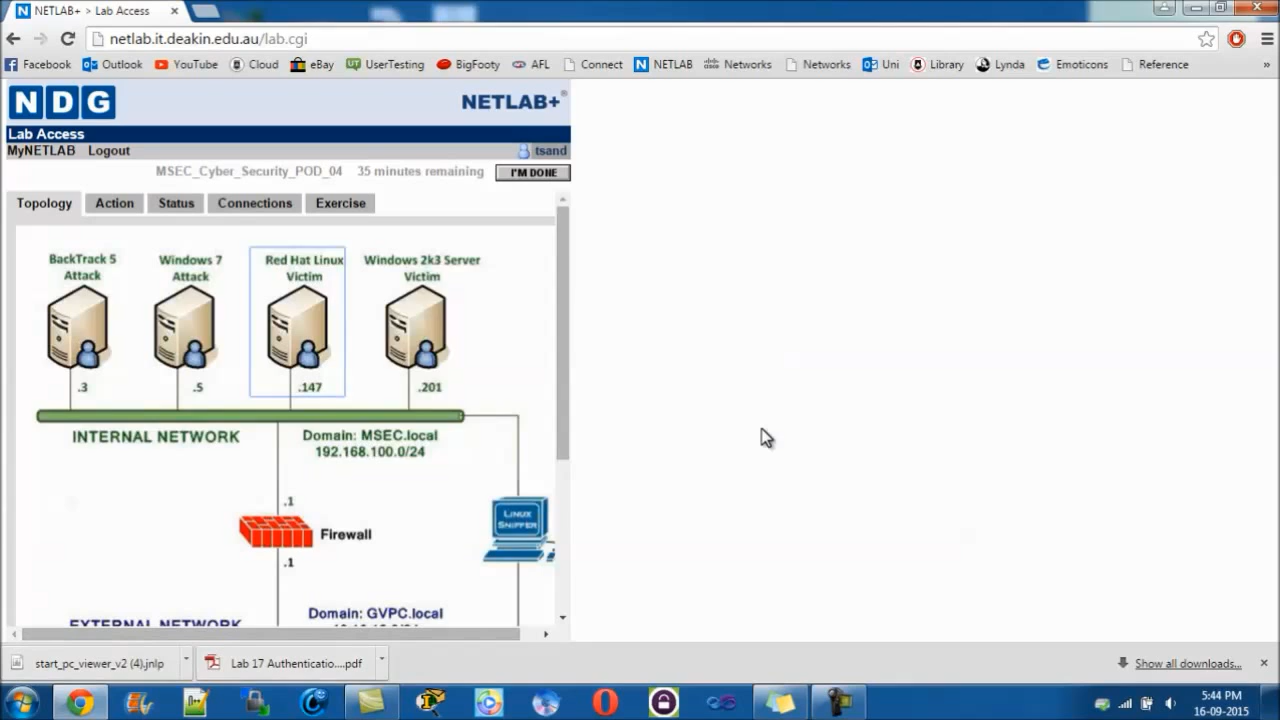 NETLAB+ > Lab Access
netlab.it.deakin.edu.au/lab.cgi
Facebook Outlook YouTube Cloud eBay UserTesting BigFooty AFL Connect NETLAB Networks Networks Uni Library Lynda Emoticons Reference »
NDG NETLAB+®
Lab Access
MyNETLAB Logout tsand
MSEC_Cyber_Security_POD_04 35 minutes remaining I'M DONE
Topology Action Status Connections Exercise
BackTrack 5 Windows 7 Red Hat Linux Windows 2k3 Server
Attack Attack Victim Victim
.3 .5 .147 .201
INTERNAL NETWORK Domain: MSEC.local
192.168.100.0/24
.1
LINUX
SNIFFER
Firewall
.1
Domain: GVPC.local
EXTERNAL NETWORK
start_pc_viewer_v2 (4).jnlp Lab 17 Authenticatio....pdf Show all downloads...
5:44 PM
16-09-2015